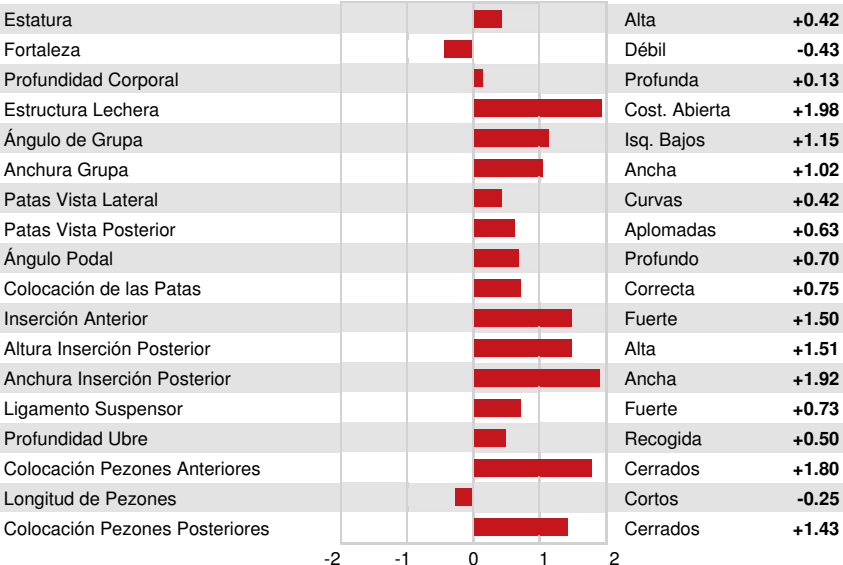 Estatura Alta +0.42
Fortaleza Débil -0.43
Profundidad Corporal Profunda +0.13
Estructura Lechera Cost. Abierta +1.98
Ángulo de Grupa Isq. Bajos +1.15
Anchura Grupa Ancha +1.02
Patas Vista Lateral Curvas +0.42
Patas Vista Posterior Aplomadas +0.63
Ángulo Podal Profundo +0.70
Colocación de las Patas Correcta +0.75
Inserción Anterior Fuerte +1.50
Altura Inserción Posterior Alta +1.51
Anchura Inserción Posterior Ancha +1.92
Ligamento Suspensor Fuerte +0.73
Profundidad Ubre Recogida +0.50
Colocación Pezones Anteriores Cerrados +1.80
Longitud de Pezones Cortos -0.25
Colocación Pezones Posteriores Cerrados +1.43
-2 -1 0 1 2